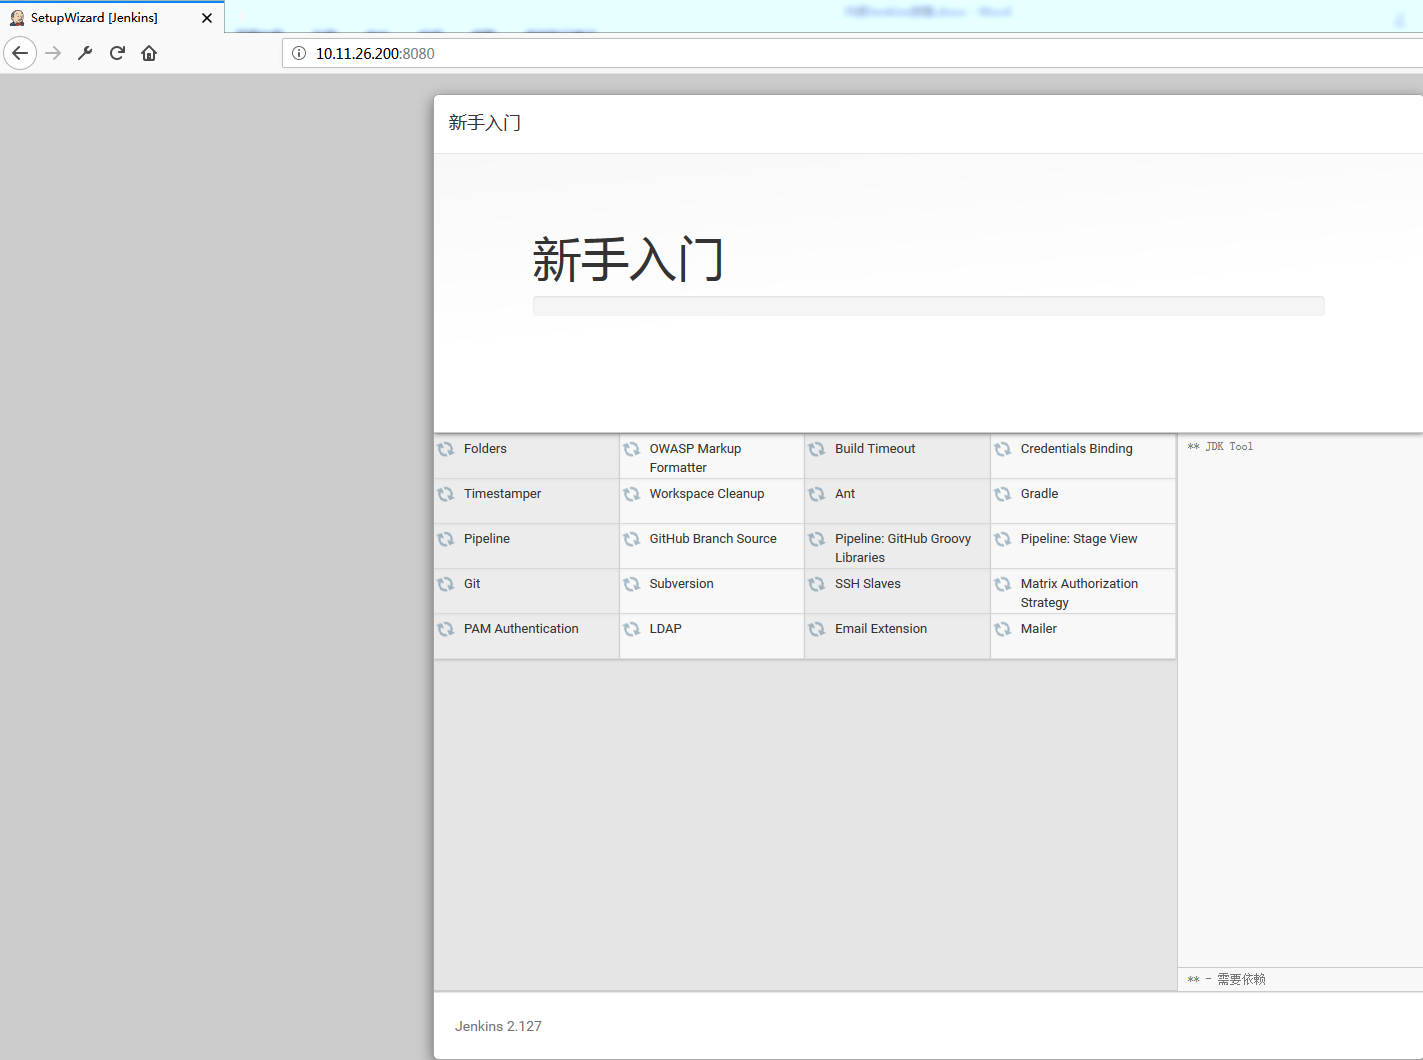 SetupWizard [Jenkins]
10.11.26.200:8080
新手入门
新手入门
Folders
OWASP Markup
Formatter
Build Timeout
Credentials Binding
** JDK Tool
Timestamper
Workspace Cleanup
Ant
Gradle
Pipeline
GitHub Branch Source
Pipeline: GitHub Groovy
Libraries
Pipeline: Stage View
Git
Subversion
SSH Slaves
Matrix Authorization
Strategy
PAM Authentication
LDAP
Email Extension
Mailer
** - 需要依赖
Jenkins 2.127